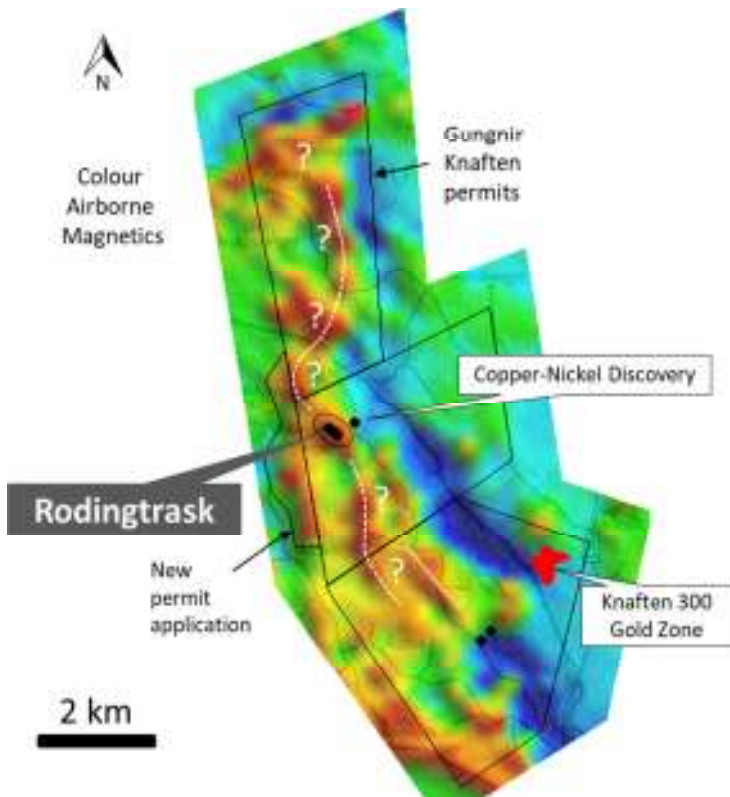 N
Colour
Airborne
Magnetics
Gungnir
Knaften
permits
?
?
?
?
Copper-Nickel Discovery
Rodingtrask
?
?
New
permit
application
Knaften 300
Gold Zone
2 km